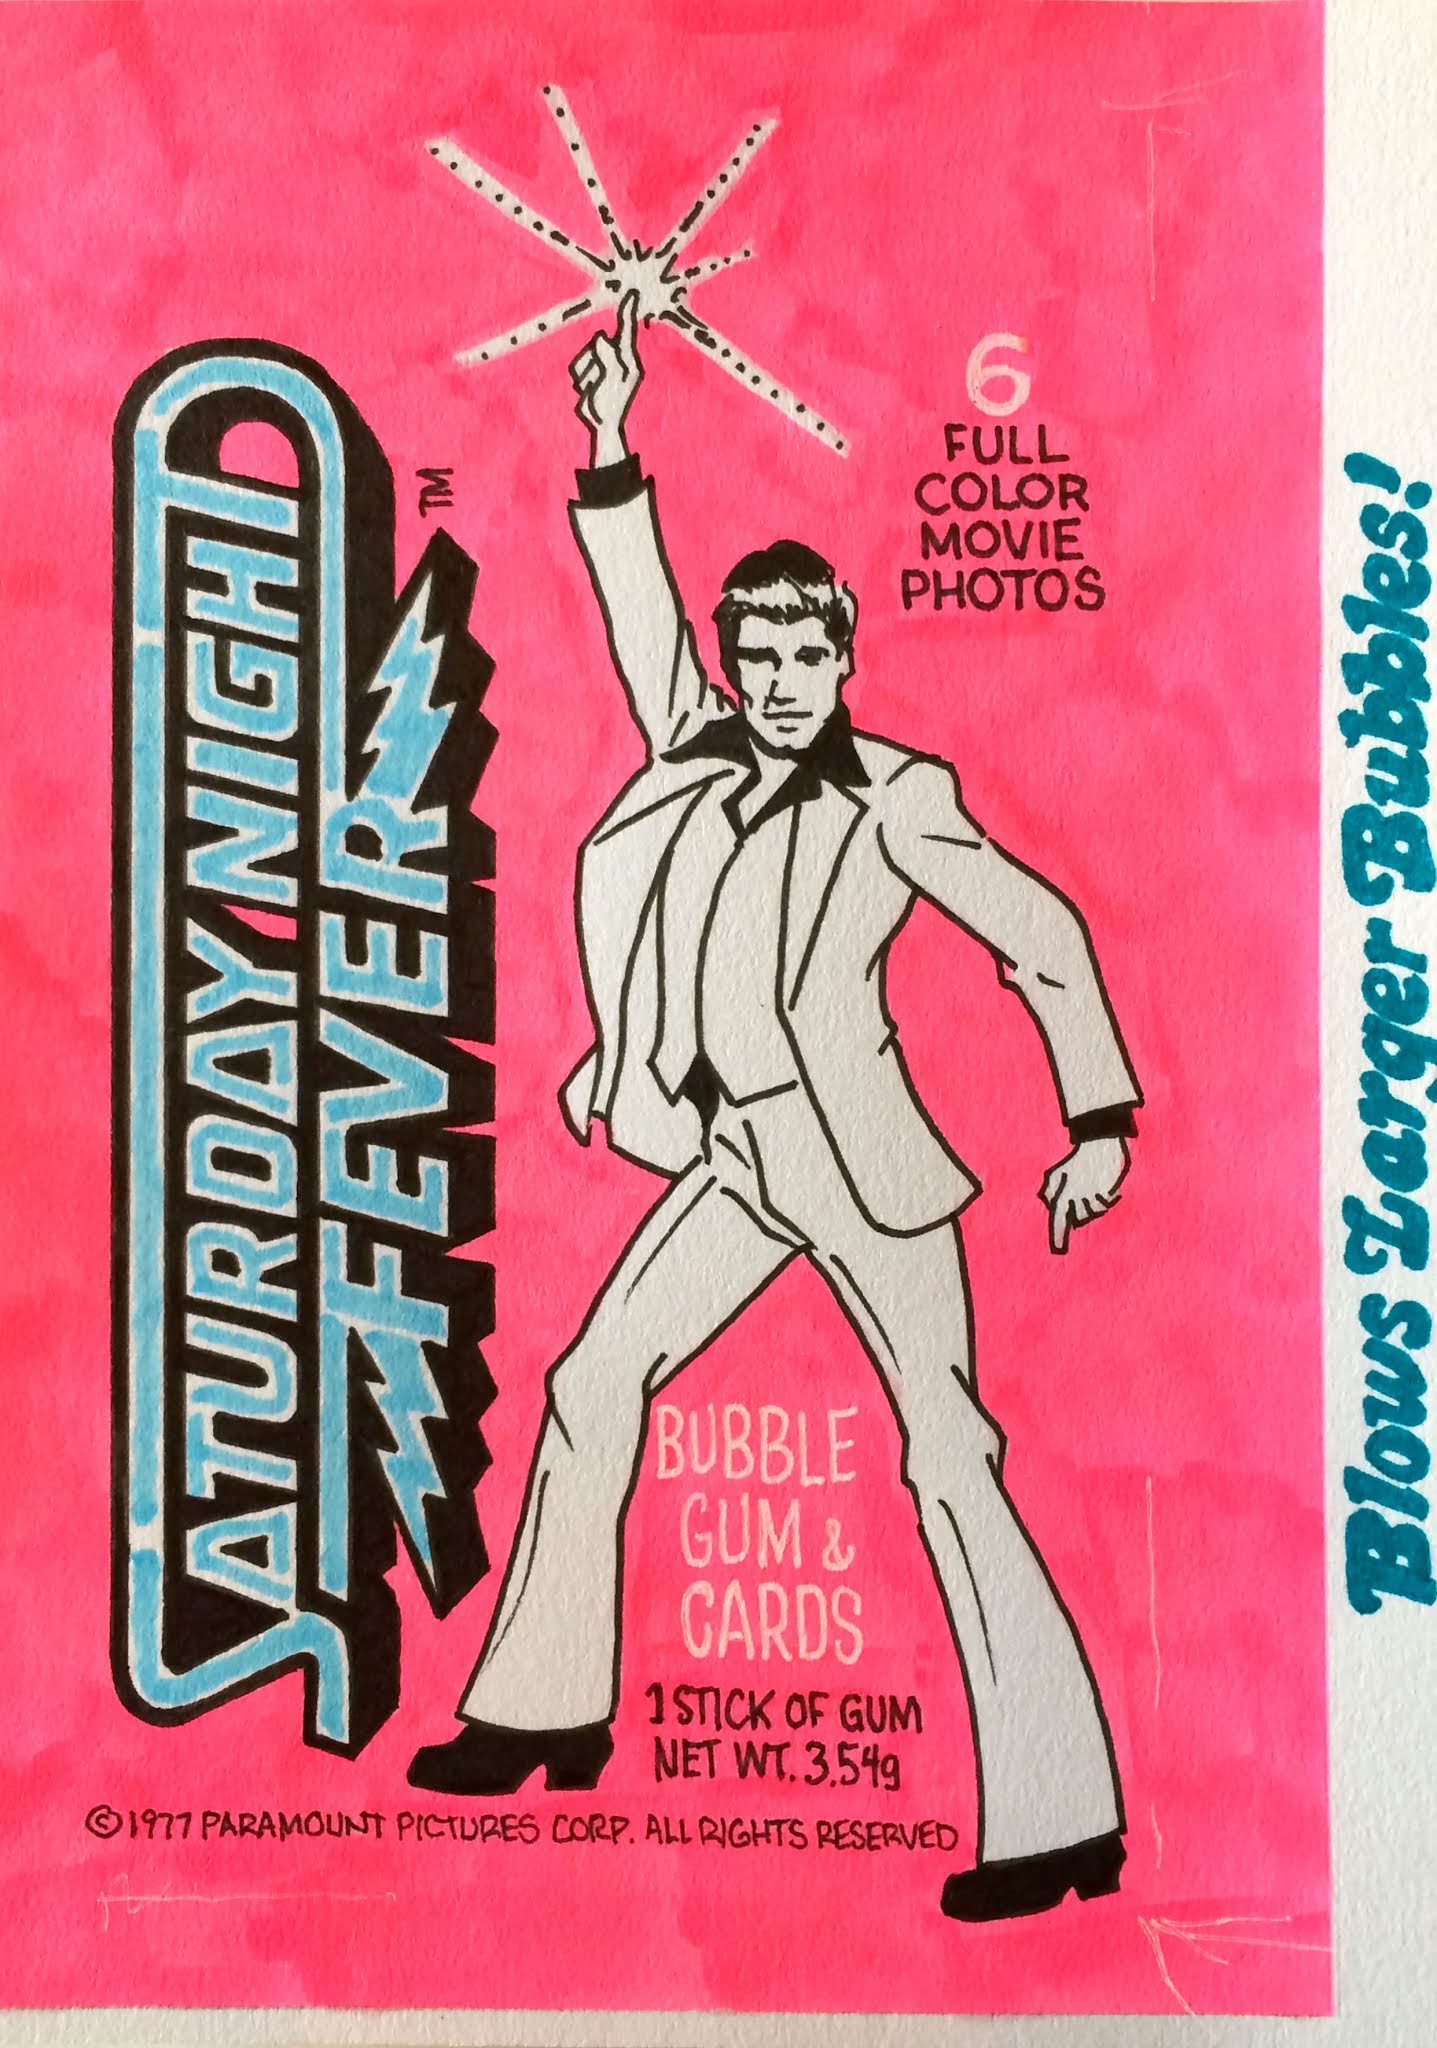 SATURDAY NIGHT
FEVER
TM
6
FULL
COLOR
MOVIE
PHOTOS
BUBBLE
GUM &
CARDS
1 STICK OF GUM
NET WT. 3.54g
©1977 PARAMOUNT PICTURES CORP. ALL RIGHTS RESERVED
Blows Larger Bubbles!